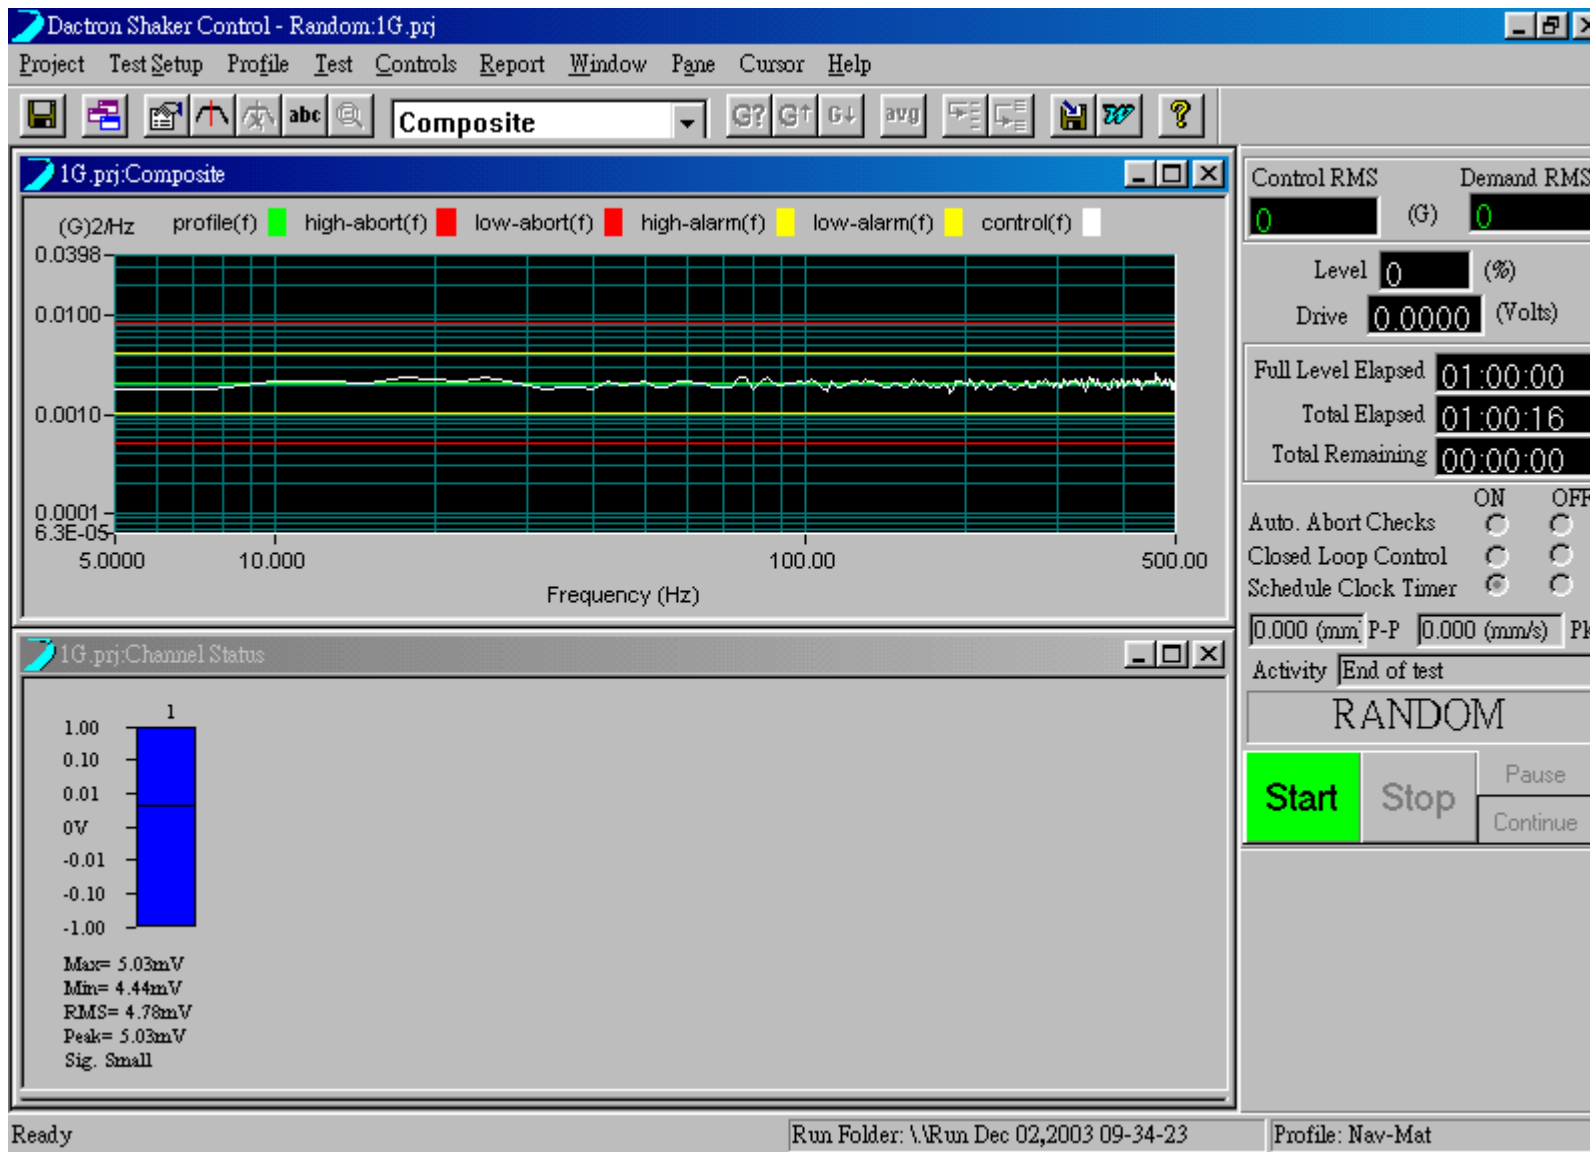 Dactron Shaker Control - Random:1G.prj
Project Test Setup Profile Test Controls Report Window Pane Cursor Help
abc Composite G? G↑ G↓ avg ?
1G.prj:Composite
(G)2/Hz profile(f) high-abort(f) low-abort(f) high-alarm(f) low-alarm(f) control(f)
0.0398
0.0100
0.0010
0.0001
6.3E-05
5.0000 10.000 100.00 500.00
Frequency (Hz)
1G.prj:Channel Status
1
1.00
0.10
0.01
0V
-0.01
-0.10
-1.00
Max= 5.03mV
Min= 4.44mV
RMS= 4.78mV
Peak= 5.03mV
Sig. Small
Control RMS Demand RMS
0 (G) 0
Level 0 (%)
Drive 0.0000 (Volts)
Full Level Elapsed 01:00:00
Total Elapsed 01:00:16
Total Remaining 00:00:00
ON OFF
Auto. Abort Checks
Closed Loop Control
Schedule Clock Timer
0.000 (mm) P-P 0.000 (mm/s) Pk
Activity End of test
RANDOM
Start Stop Pause
Continue
Ready Run Folder: \.\Run Dec 02,2003 09-34-23 Profile: Nav-Mat